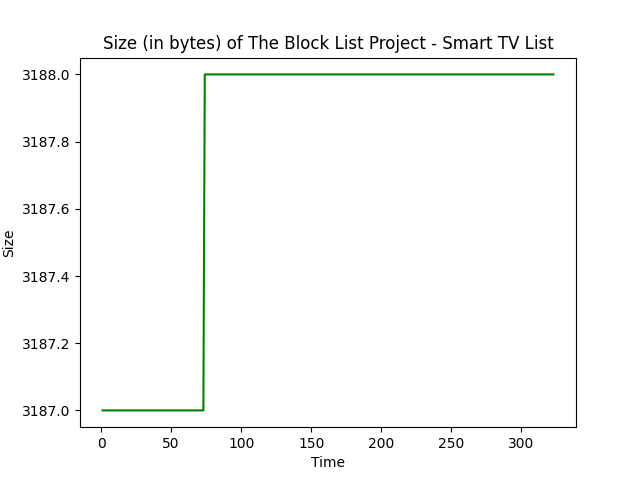 Size (in bytes) of The Block List Project - Smart TV List
3188.0
3187.8
3187.6
3187.4
3187.2
3187.0
Size
0 50 100 150 200 250 300
Time